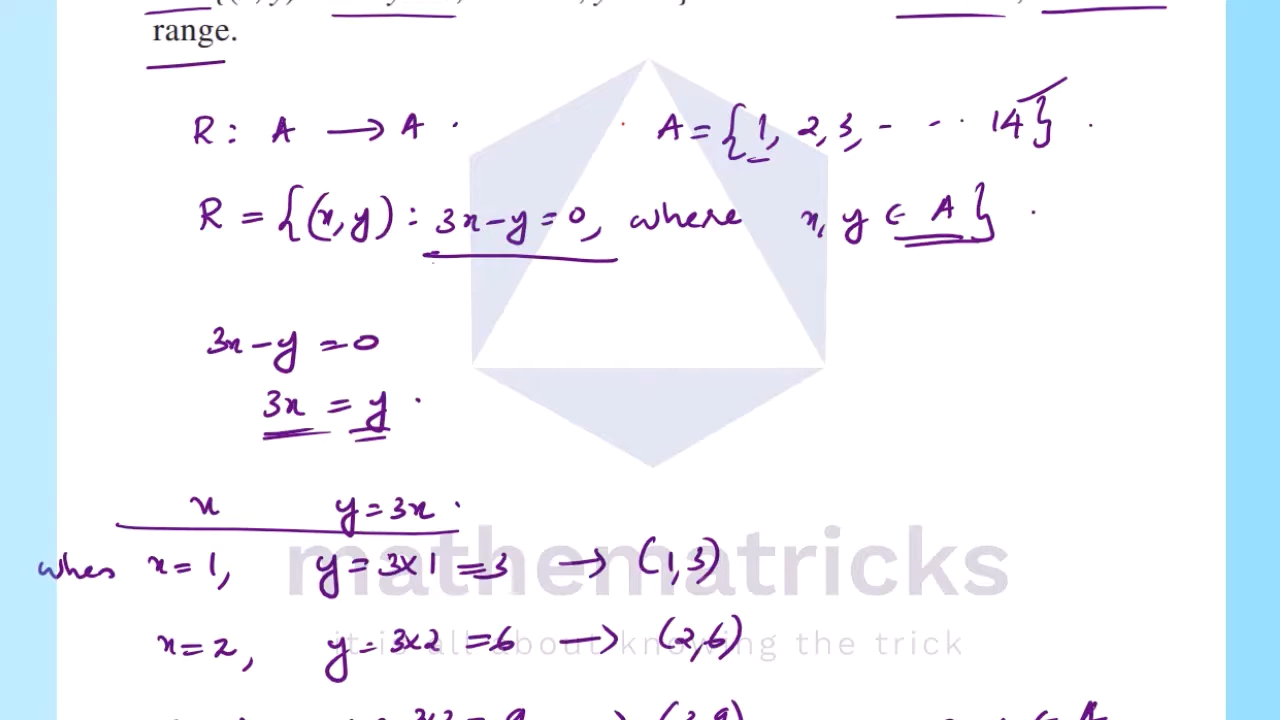 range.
R : A → A . A = {1, 2, 3, - - . 14} .
R = {(x, y) : 3x - y = 0, where x, y ∈ A} .
3x - y = 0
3x = y .
x y = 3x .
mathematricks
when x = 1, y = 3×1 = 3 → (1, 3)
it is all about knowing the trick
x = 2, y = 3×2 = 6 → (2, 6)